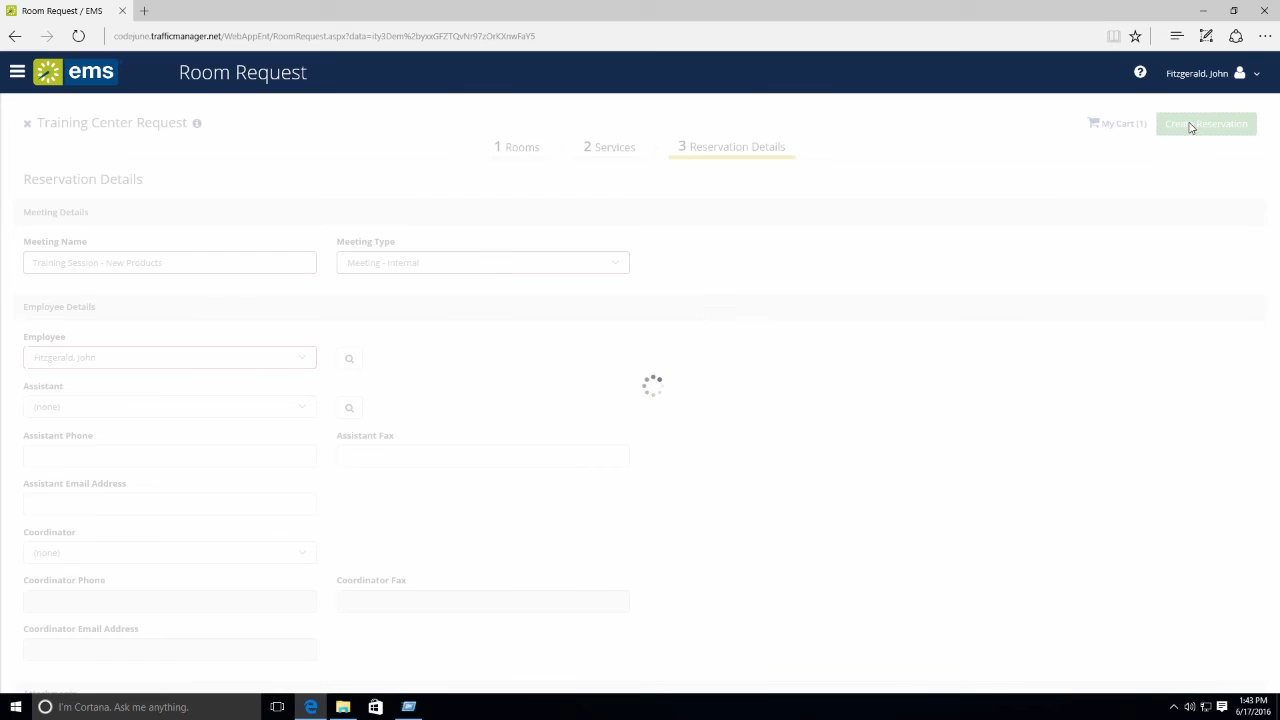 Room Request / EMS
codejune.trafficmanager.net/WebAppEnt/RoomRequest.aspx?data=ity3Dem%2byxxGFZTQvNr97zOrKXnwFaY5
ems
Room Request
Fitzgerald, John
Training Center Request
My Cart (1)
Create Reservation
1 Rooms
2 Services
3 Reservation Details
Reservation Details
Meeting Details
Meeting Name
Meeting Type
Training Session - New Products
Meeting - Internal
Employee Details
Employee
Fitzgerald, John
Assistant
(none)
Assistant Phone
Assistant Fax
Assistant Email Address
Coordinator
(none)
Coordinator Phone
Coordinator Fax
Coordinator Email Address
Attachments
I'm Cortana. Ask me anything.
1:43 PM
6/17/2016